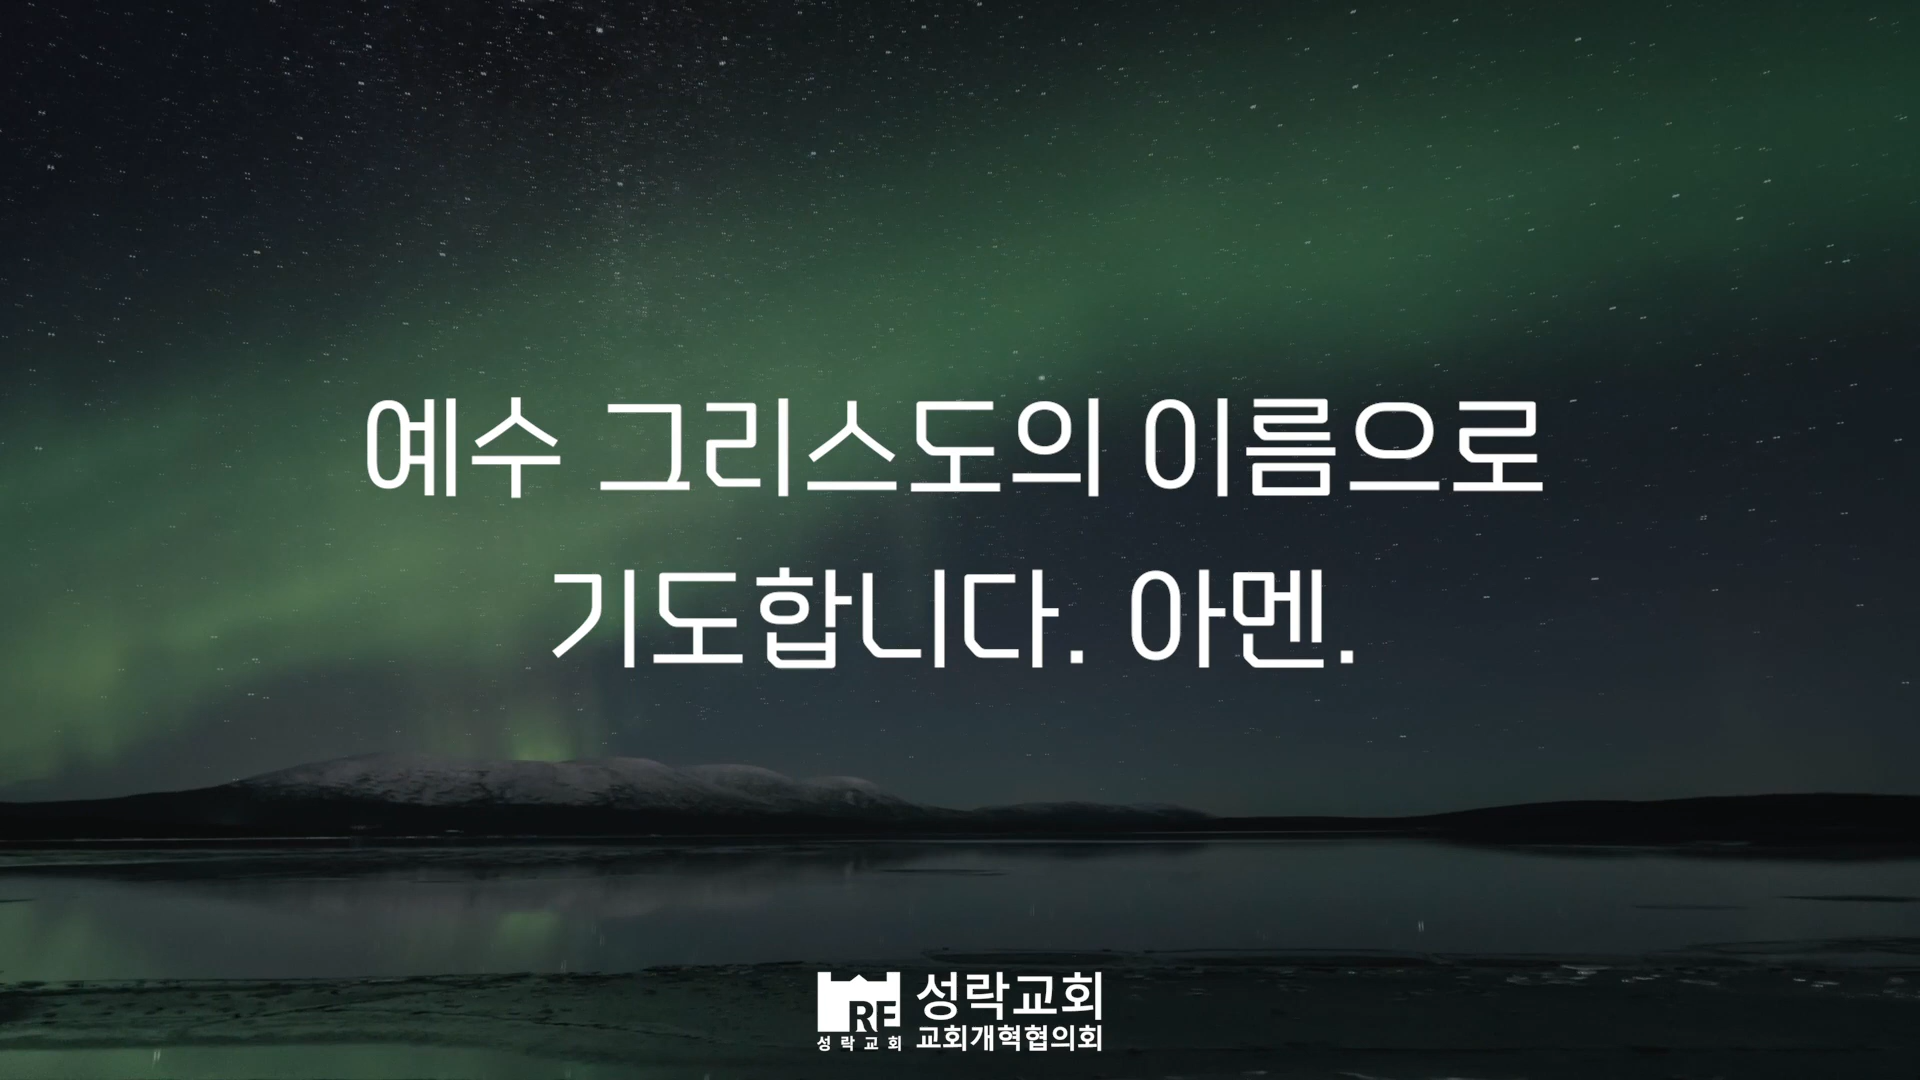 예수 그리스도의 이름으로
기도합니다. 아멘.
RE
성락교회
성락교회
교회개혁협의회